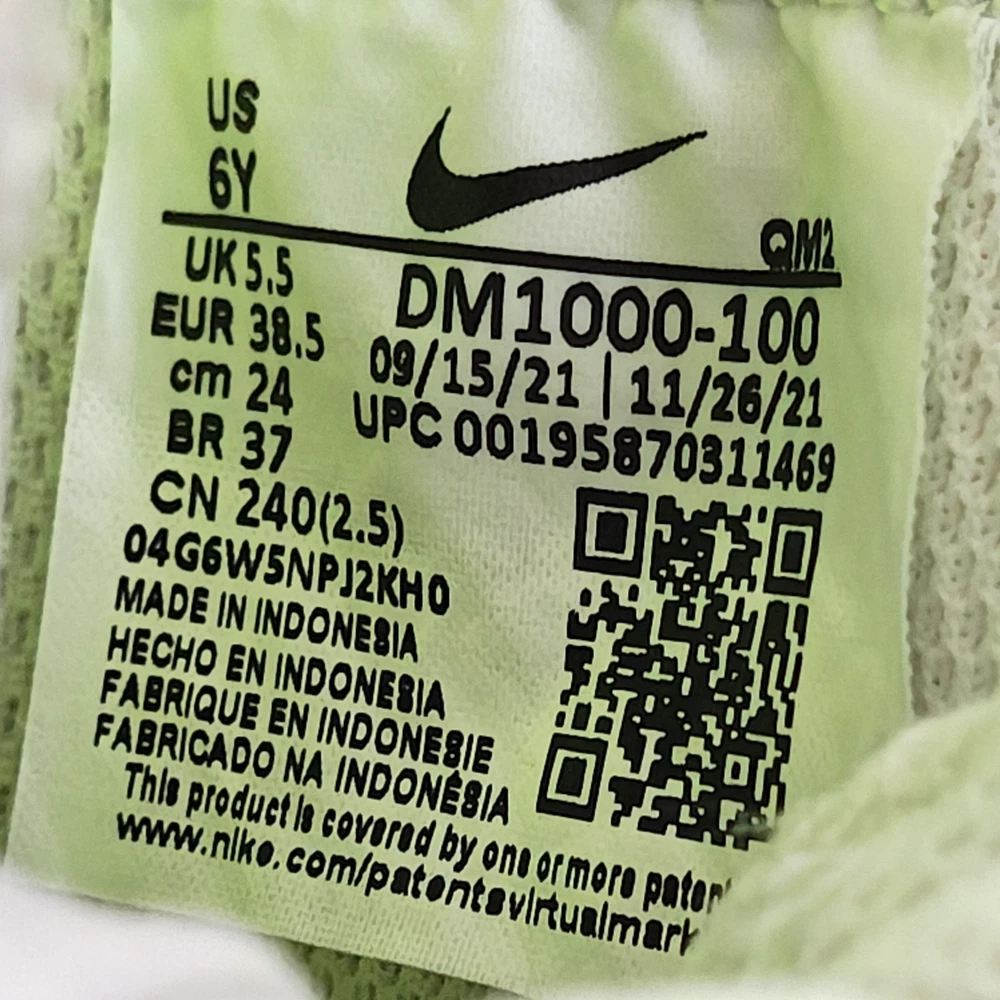 US
6Y
QM2
UK 5.5
EUR 38.5
cm 24
BR 37
CN 240(2.5)
DM1000-100
09/15/21 | 11/26/21
UPC 00195870311469
04G6W5NPJ2KH0
MADE IN INDONESIA
HECHO EN INDONESIA
FABRIQUE EN INDONESIE
FABRICADO NA INDONÉSIA
This product is covered by one or more paten
www.nike.com/patentsvirtualmark